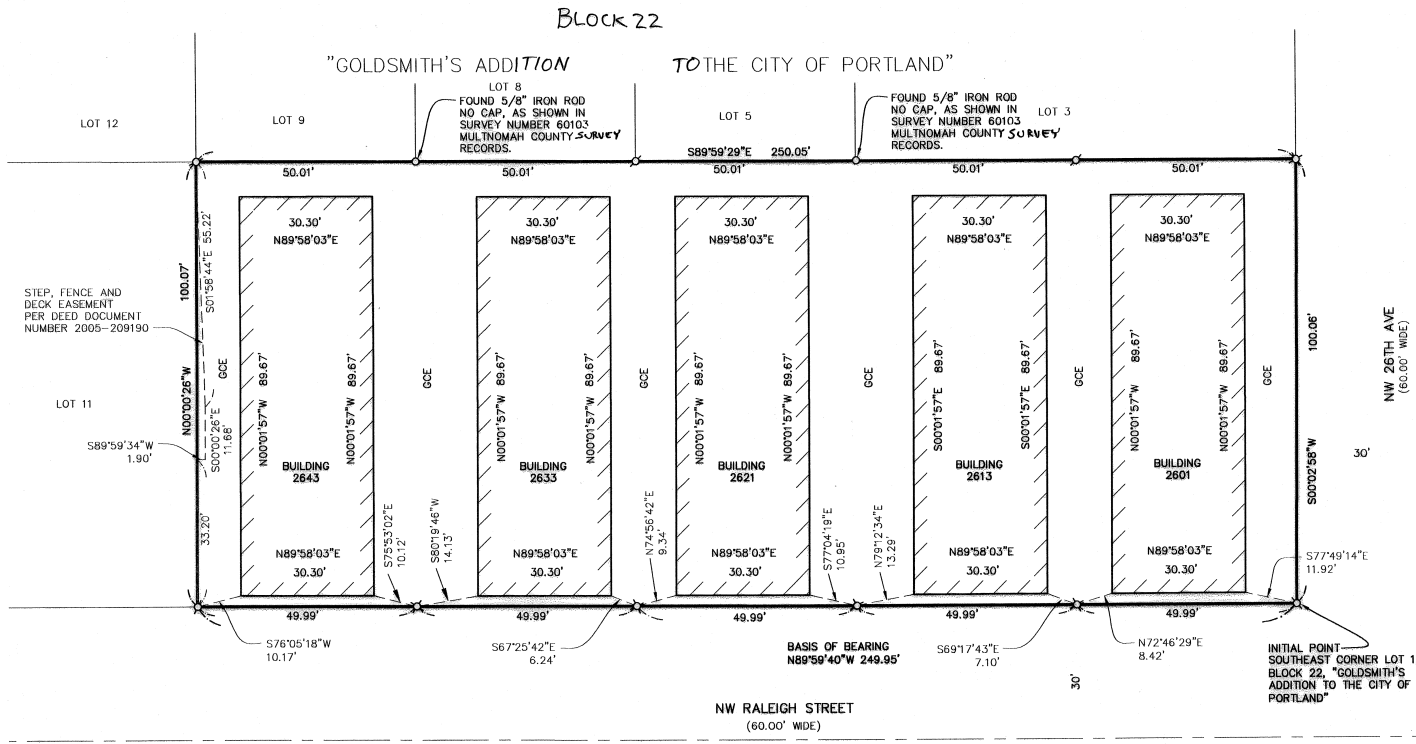 BLOCK 22
"GOLDSMITH'S ADDITION TO THE CITY OF PORTLAND"
LOT 12
LOT 9
LOT 8
FOUND 5/8" IRON ROD
NO CAP, AS SHOWN IN
SURVEY NUMBER 60103
MULTNOMAH COUNTY SURVEY
RECORDS.
LOT 5
FOUND 5/8" IRON ROD
NO CAP, AS SHOWN IN
SURVEY NUMBER 60103
MULTNOMAH COUNTY SURVEY
RECORDS.
LOT 3
S89°59'29"E 250.05'
50.01'
50.01'
50.01'
50.01'
50.01'
30.30'
N89°58'03"E
30.30'
N89°58'03"E
30.30'
N89°58'03"E
30.30'
N89°58'03"E
30.30'
N89°58'03"E
STEP, FENCE AND
DECK EASEMENT
PER DEED DOCUMENT
NUMBER 2005-209190
LOT 11
N00°00'26"W 100.07'
S01°58'44"E 55.22'
S89°59'34"W
1.90'
S00°00'26"E
11.68'
33.20'
GCE
N00°01'57"W 89.67'
N00°01'57"W 89.67'
BUILDING
2643
N89°58'03"E
30.30'
GCE
N00°01'57"W 89.67'
N00°01'57"W 89.67'
BUILDING
2633
N89°58'03"E
30.30'
GCE
N00°01'57"W 89.67'
N00°01'57"W 89.67'
BUILDING
2621
N89°58'03"E
30.30'
GCE
S00°01'57"E 89.67'
S00°01'57"E 89.67'
BUILDING
2613
N89°58'03"E
30.30'
GCE
N00°01'57"W 89.67'
N00°01'57"W 89.67'
BUILDING
2601
N89°58'03"E
30.30'
GCE
S00°02'58"W 100.06'
NW 26TH AVE
(60.00' WIDE)
30'
S75°53'02"E
10.12'
S80°19'46"W
14.13'
N74°56'42"E
9.34'
S77°04'19"E
10.95'
N79°12'34"E
13.29'
S77°49'14"E
11.92'
49.99'
49.99'
49.99'
49.99'
49.99'
S76°05'18"W
10.17'
S67°25'42"E
6.24'
BASIS OF BEARING
N89°59'40"W 249.95'
S69°17'43"E
7.10'
N72°46'29"E
8.42'
30'
INITIAL POINT
SOUTHEAST CORNER LOT 1
BLOCK 22, "GOLDSMITH'S
ADDITION TO THE CITY OF
PORTLAND"
NW RALEIGH STREET
(60.00' WIDE)